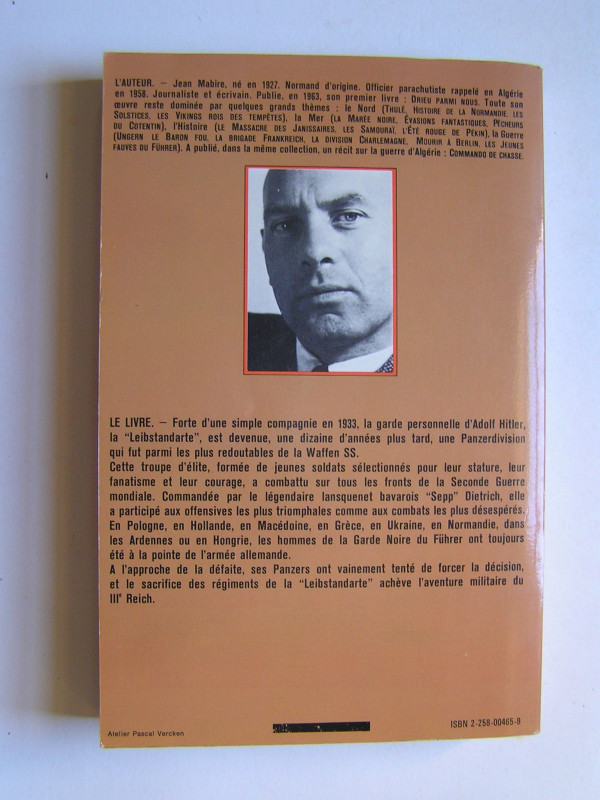 L'AUTEUR. – Jean Mabire, né en 1927. Normand d'origine. Officier parachutiste rappelé en Algérie
en 1958. Journaliste et écrivain. Publie, en 1963, son premier livre : DRIEU PARMI NOUS. Toute son
œuvre reste dominée par quelques grands thèmes : le Nord (THULÉ, HISTOIRE DE LA NORMANDIE, LES
SOLSTICES, LES VIKINGS ROIS DES TEMPÊTES), la Mer (LA MARÉE NOIRE, ÉVASIONS FANTASTIQUES, PÊCHEURS
DU COTENTIN), l'Histoire (LE MASSACRE DES JANISSAIRES, LES SAMOURAÏ, L'ÉTÉ ROUGE DE PÉKIN), la Guerre
(UNGERN LE BARON FOU, LA BRIGADE FRANKREICH, LA DIVISION CHARLEMAGNE, MOURIR À BERLIN, LES JEUNES
FAUVES DU FÜHRER). A publié, dans la même collection, un récit sur la guerre d'Algérie : COMMANDO DE CHASSE.
LE LIVRE. – Forte d'une simple compagnie en 1933, la garde personnelle d'Adolf Hitler,
la "Leibstandarte", est devenue, une dizaine d'années plus tard, une Panzerdivision
qui fut parmi les plus redoutables de la Waffen SS.
Cette troupe d'élite, formée de jeunes soldats sélectionnés pour leur stature, leur
fanatisme et leur courage, a combattu sur tous les fronts de la Seconde Guerre
mondiale. Commandée par le légendaire lansquenet bavarois "Sepp" Dietrich, elle
a participé aux offensives les plus triomphales comme aux combats les plus désespérés.
En Pologne, en Hollande, en Macédoine, en Grèce, en Ukraine, en Normandie, dans
les Ardennes ou en Hongrie, les hommes de la Garde Noire du Führer ont toujours
été à la pointe de l'armée allemande.
A l'approche de la défaite, ses Panzers ont vainement tenté de forcer la décision,
et le sacrifice des régiments de la "Leibstandarte" achève l'aventure militaire du
IIIe Reich.
Atelier Pascal Vercken
ISBN 2-258-00465-8